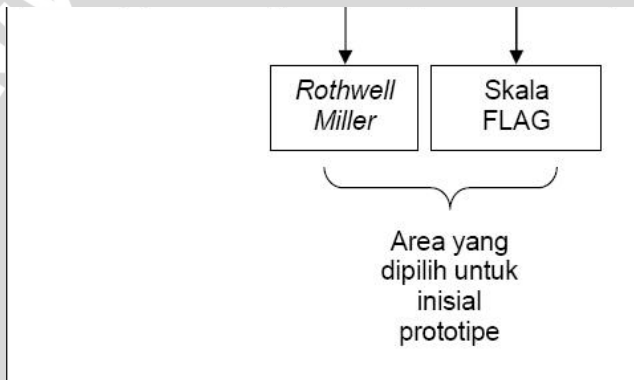 Rothwell
Miller
Skala
FLAG
Area yang
dipilih untuk
inisial
prototipe